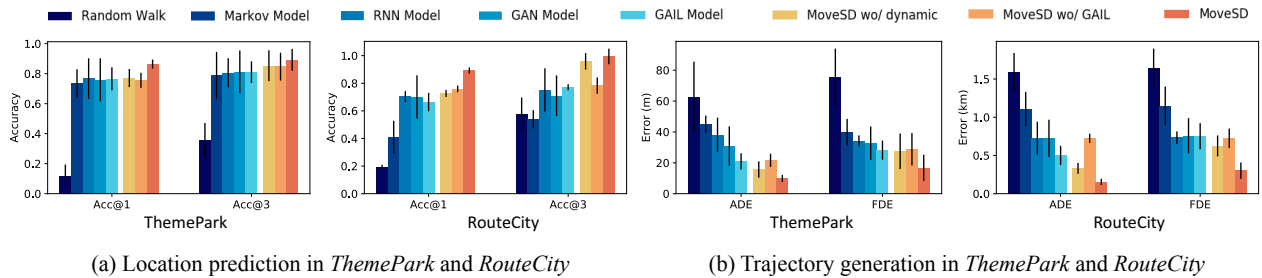 Random Walk Markov Model RNN Model GAN Model GAIL Model MoveSD wo/ dynamic MoveSD w/ GAIL MoveSD
Accuracy
1.0
0.8
0.6
0.4
0.2
0.0
Acc@1 Acc@3
ThemePark
Accuracy
1.0
0.8
0.6
0.4
0.2
0.0
Acc@1 Acc@3
RouteCity
Error (m)
80
60
40
20
0
ADE FDE
ThemePark
Error (km)
1.5
1.0
0.5
0.0
ADE FDE
RouteCity
(a) Location prediction in ThemePark and RouteCity
(b) Trajectory generation in ThemePark and RouteCity